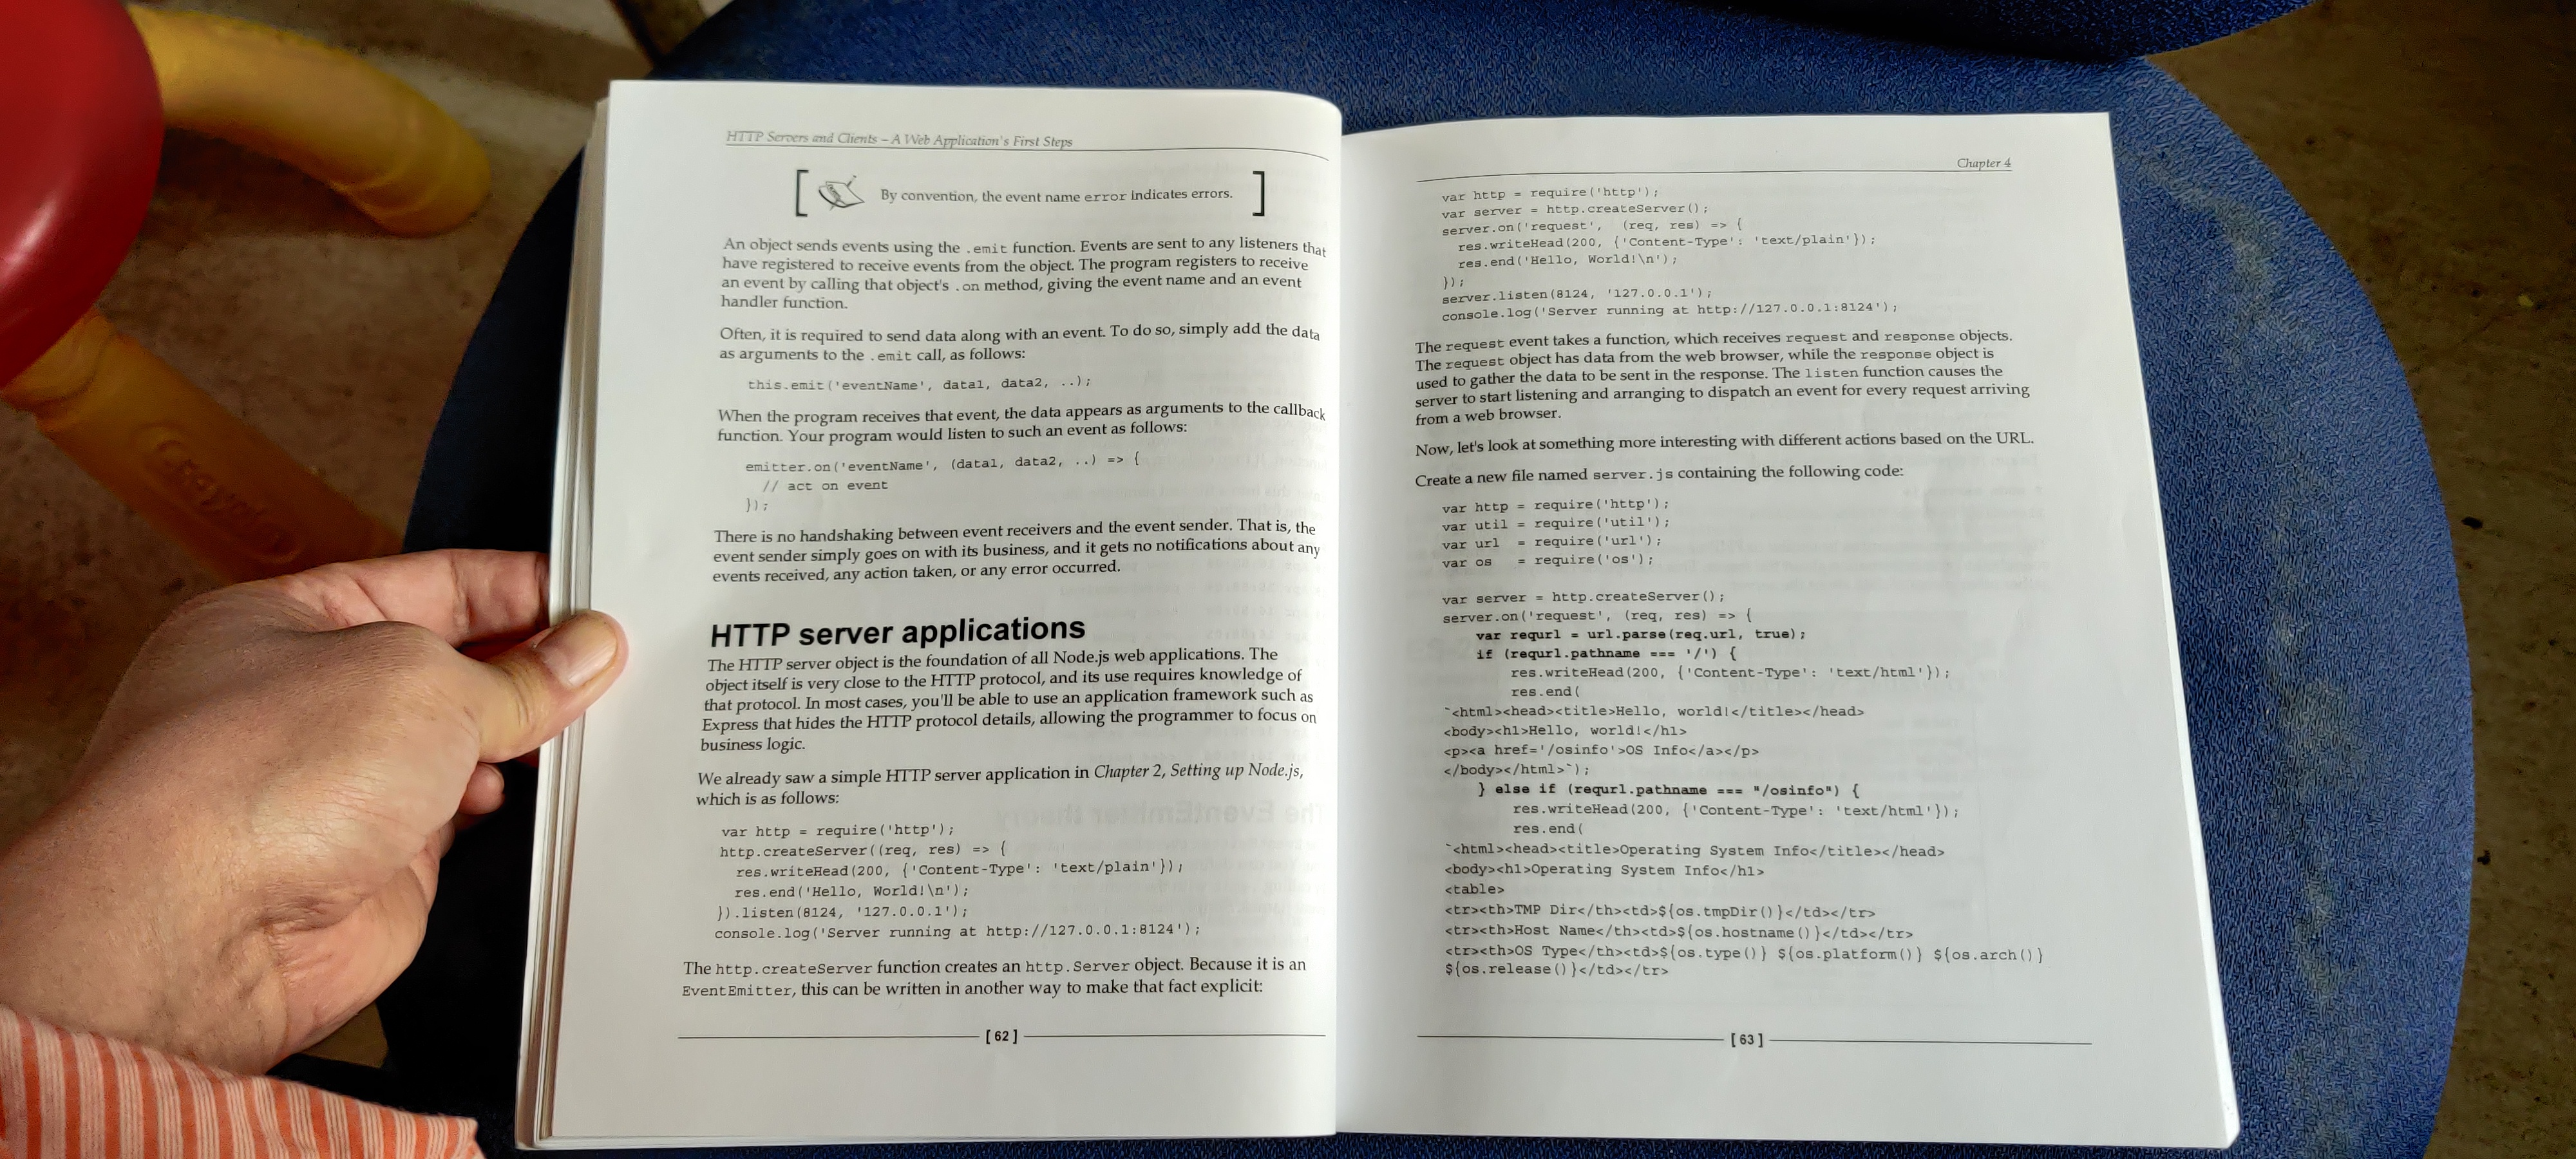 HTTP Servers and Clients – A Web Application's First Steps
By convention, the event name error indicates errors.
An object sends events using the .emit function. Events are sent to any listeners that
have registered to receive events from the object. The program registers to receive
an event by calling that object's .on method, giving the event name and an event
handler function.
Often, it is required to send data along with an event. To do so, simply add the data
as arguments to the .emit call, as follows:
this.emit('eventName', data1, data2, ..);
When the program receives that event, the data appears as arguments to the callback
function. Your program would listen to such an event as follows:
emitter.on('eventName', (data1, data2, ..) => {
// act on event
});
There is no handshaking between event receivers and the event sender. That is, the
event sender simply goes on with its business, and it gets no notifications about any
events received, any action taken, or any error occurred.
HTTP server applications
The HTTP server object is the foundation of all Node.js web applications. The
object itself is very close to the HTTP protocol, and its use requires knowledge of
that protocol. In most cases, you'll be able to use an application framework such as
Express that hides the HTTP protocol details, allowing the programmer to focus on
business logic.
We already saw a simple HTTP server application in Chapter 2, Setting up Node.js,
which is as follows:
var http = require('http');
http.createServer((req, res) => {
res.writeHead(200, {'Content-Type': 'text/plain'});
res.end('Hello, World!\n');
}).listen(8124, '127.0.0.1');
console.log('Server running at http://127.0.0.1:8124');
The http.createServer function creates an http.Server object. Because it is an
EventEmitter, this can be written in another way to make that fact explicit:
[ 62 ]
Chapter 4
var http = require('http');
var server = http.createServer();
server.on('request', (req, res) => {
res.writeHead(200, {'Content-Type': 'text/plain'});
res.end('Hello, World!\n');
});
server.listen(8124, '127.0.0.1');
console.log('Server running at http://127.0.0.1:8124');
The request event takes a function, which receives request and response objects.
The request object has data from the web browser, while the response object is
used to gather the data to be sent in the response. The listen function causes the
server to start listening and arranging to dispatch an event for every request arriving
from a web browser.
Now, let's look at something more interesting with different actions based on the URL.
Create a new file named server.js containing the following code:
var http = require('http');
var util = require('util');
var url = require('url');
var os = require('os');
var server = http.createServer();
server.on('request', (req, res) => {
var requrl = url.parse(req.url, true);
if (requrl.pathname === '/') {
res.writeHead(200, {'Content-Type': 'text/html'});
res.end(
`<html><head><title>Hello, world!</title></head>
<body><h1>Hello, world!</h1>
<p><a href='/osinfo'>OS Info</a></p>
</body></html>`);
} else if (requrl.pathname === "/osinfo") {
res.writeHead(200, {'Content-Type': 'text/html'});
res.end(
`<html><head><title>Operating System Info</title></head>
<body><h1>Operating System Info</h1>
<table>
<tr><th>TMP Dir</th><td>${os.tmpdir()}</td></tr>
<tr><th>Host Name</th><td>${os.hostname()}</td></tr>
<tr><th>OS Type</th><td>${os.type()} ${os.platform()} ${os.arch()}
${os.release()}</td></tr>
[ 63 ]